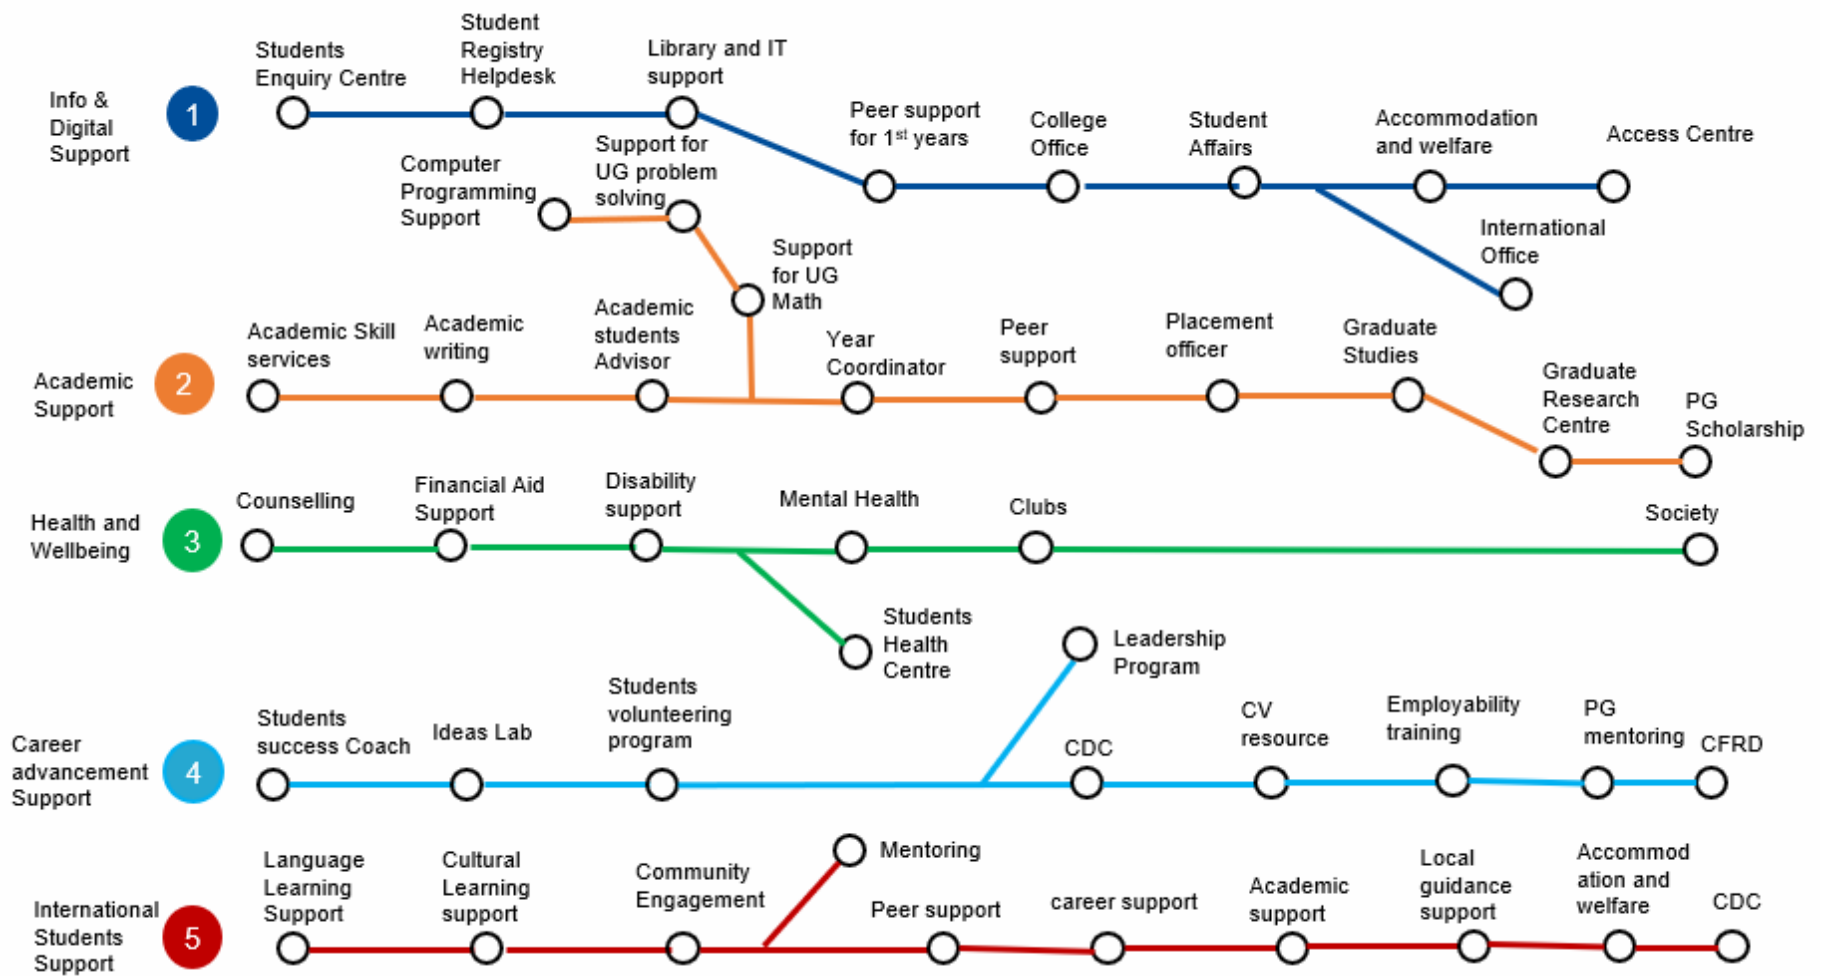 Info &
Digital
Support
1
Students
Enquiry Centre
Student
Registry
Helpdesk
Library and IT
support
Peer support
for 1st years
College
Office
Student
Affairs
Accommodation
and welfare
Access Centre
International
Office
Computer
Programming
Support
Support for
UG problem
solving
Support
for UG
Math
Academic
Support
2
Academic Skill
services
Academic
writing
Academic
students
Advisor
Year
Coordinator
Peer
support
Placement
officer
Graduate
Studies
Graduate
Research
Centre
PG
Scholarship
Health and
Wellbeing
3
Counselling
Financial Aid
Support
Disability
support
Mental Health
Clubs
Society
Students
Health
Centre
Career
advancement
Support
4
Students
success Coach
Ideas Lab
Students
volunteering
program
Leadership
Program
CDC
CV
resource
Employability
training
PG
mentoring
CFRD
International
Students
Support
5
Language
Learning
Support
Cultural
Learning
support
Community
Engagement
Mentoring
Peer support
career support
Academic
support
Local
guidance
support
Accommod
ation and
welfare
CDC